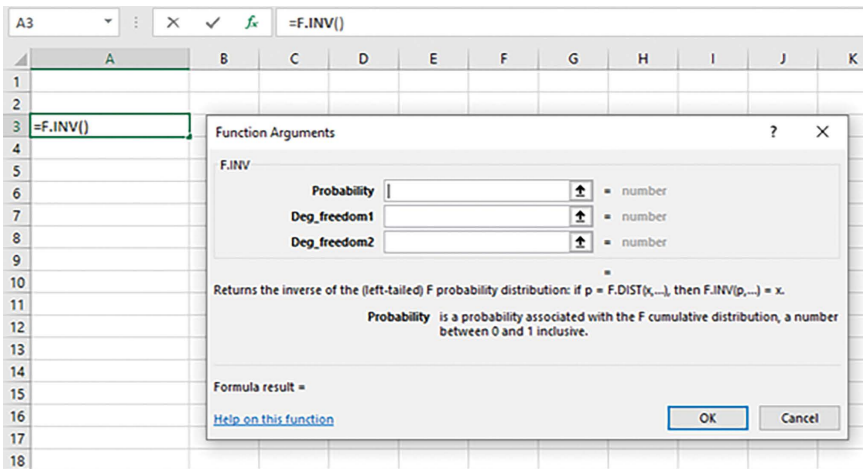 A3 =F.INV()
A B C D E F G H I J K
1
2
3 =F.INV()
4
5
6
7
8
9
10
11
12
13
14
15
16
17
18
Function Arguments ?
F.INV
Probability = number
Deg_freedom1 = number
Deg_freedom2 = number
=
Returns the inverse of the (left-tailed) F probability distribution: if p = F.DIST(x,...), then F.INV(p,...) = x.
Probability is a probability associated with the F cumulative distribution, a number
between 0 and 1 inclusive.
Formula result =
Help on this function OK Cancel